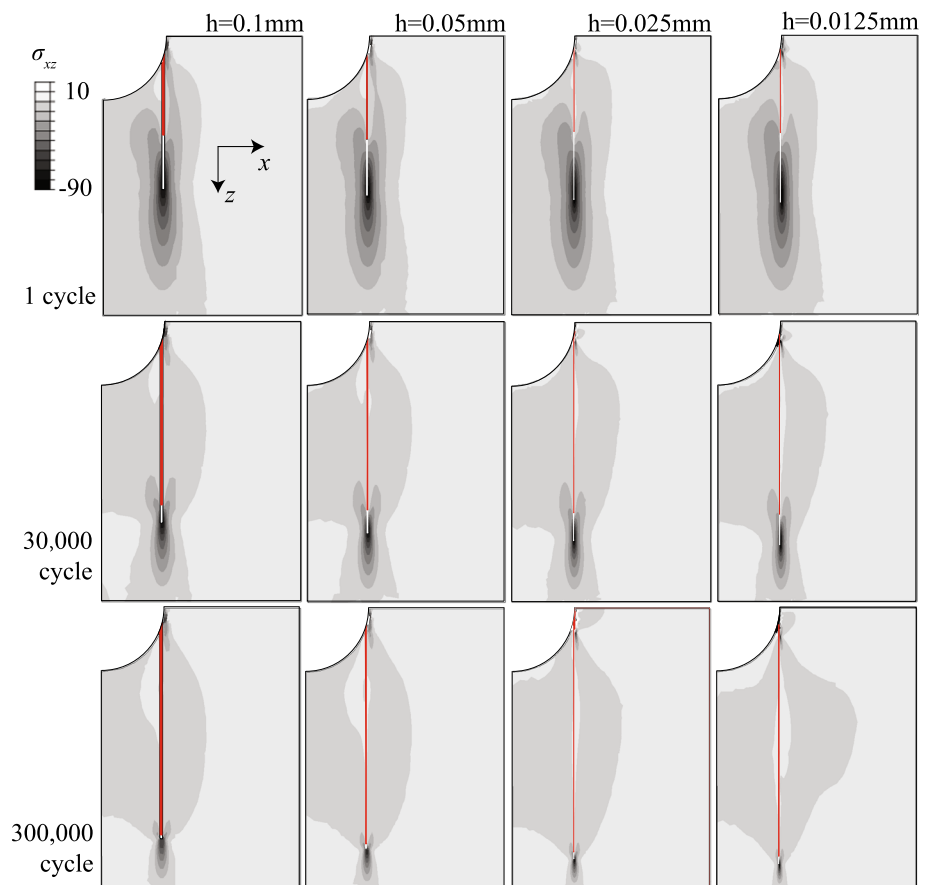 h=0.1mm h=0.05mm h=0.025mm h=0.0125mm
σxz
10
-90
x
z
1 cycle
30,000
cycle
300,000
cycle